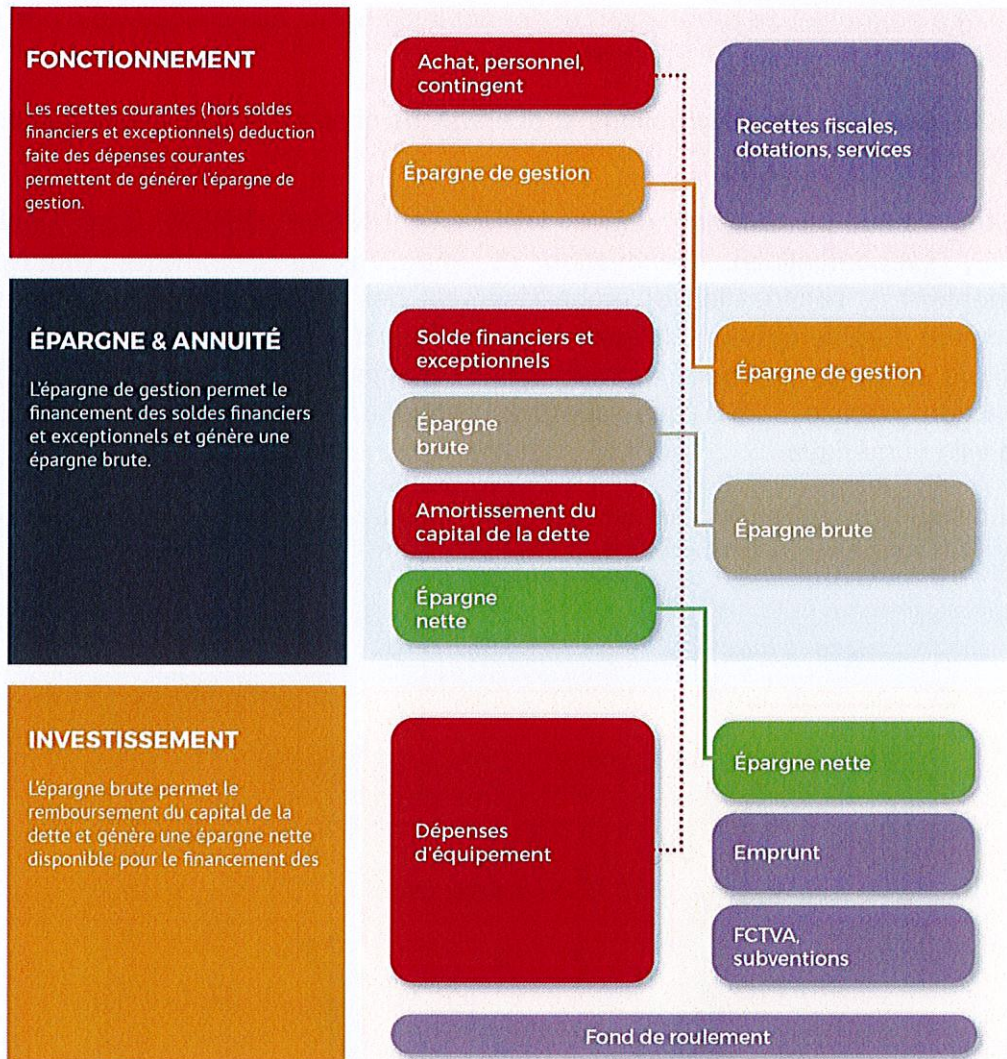 FONCTIONNEMENT
Les recettes courantes (hors soldes
financiers et exceptionnels) deduction
faite des dépenses courantes
permettent de générer l'épargne de
gestion.
Achat, personnel,
contingent
Épargne de gestion
Recettes fiscales,
dotations, services
ÉPARGNE & ANNUITÉ
L'épargne de gestion permet le
financement des soldes financiers
et exceptionnels et génère une
épargne brute.
Solde financiers et
exceptionnels
Épargne
brute
Amortissement du
capital de la dette
Épargne
nette
Épargne de gestion
Épargne brute
INVESTISSEMENT
L'épargne brute permet le
remboursement du capital de la
dette et génère une épargne nette
disponible pour le financement des
Dépenses
d'équipement
Épargne nette
Emprunt
FCTVA,
subventions
Fond de roulement